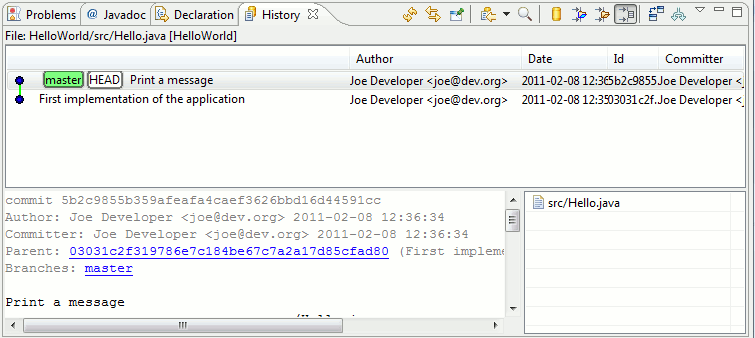 Problems @ Javadoc Declaration History
File: HelloWorld/src/Hello.java [HelloWorld]
Author Date Id Committer
master HEAD Print a message Joe Developer <joe@dev.org> 2011-02-08 12:36 5b2c9855 Joe Developer <j
First implementation of the application Joe Developer <joe@dev.org> 2011-02-08 12:35 03031c2f... Joe Developer <j
commit 5b2c9855b359afeafa4caef3626bbd16d44591cc
src/Hello.java
Author: Joe Developer <joe@dev.org> 2011-02-08 12:36:34
Committer: Joe Developer <joe@dev.org> 2011-02-08 12:36:34
Parent: 03031c2f319786e7c184be67c7a2a17d85cfad80 (First impleme
Branches: master
Print a message